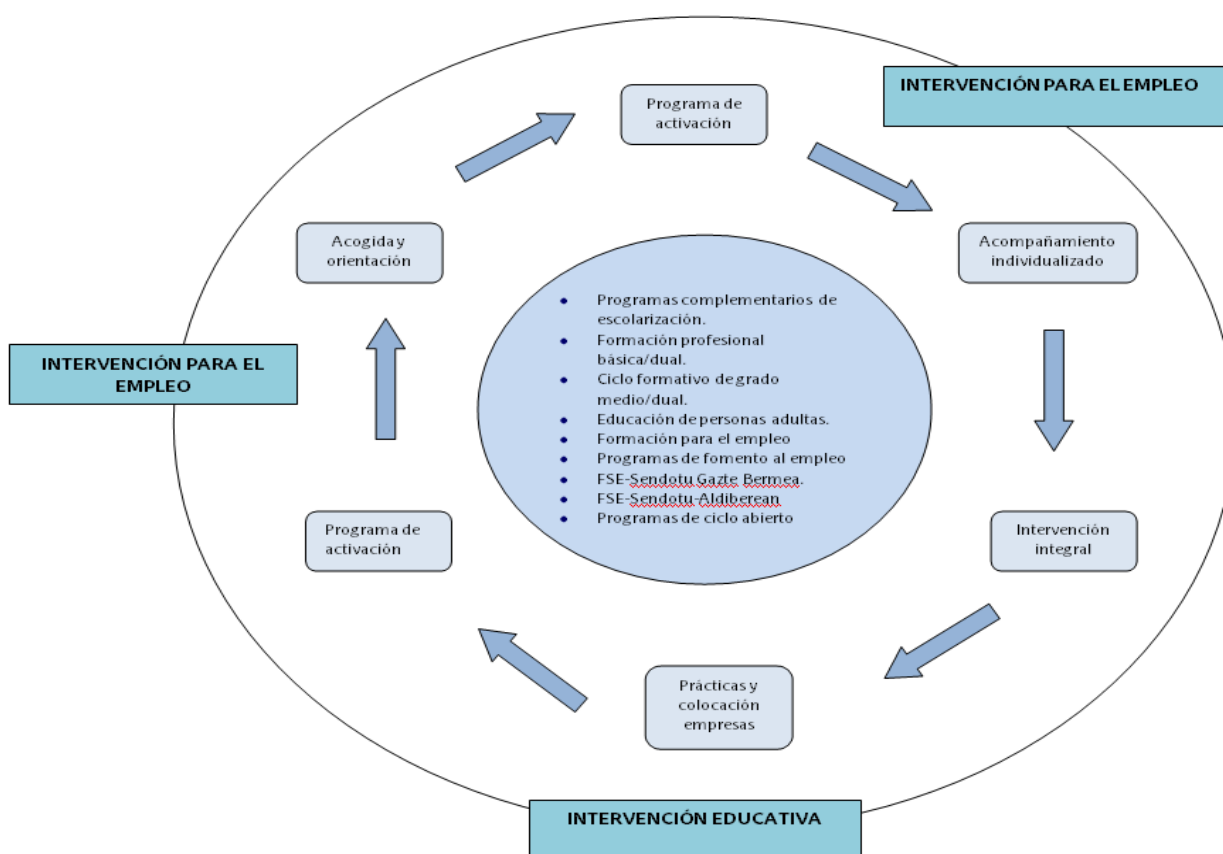 INTERVENCIÓN PARA EL EMPLEO
Programa de
activación
Acogida y
orientación
Acompañamiento
individualizado
• Programas complementarios de
escolarización.
• Formación profesional
básica/dual.
• Ciclo formativo de grado
medio/dual.
• Educación de personas adultas.
• Formación para el empleo
• Programas de fomento al empleo
• FSE-Sendotu Gazte Bermea.
• FSE-Sendotu-Aldiberean
• Programas de ciclo abierto
INTERVENCIÓN PARA EL
EMPLEO
Programa de
activación
Intervención
integral
Prácticas y
colocación
empresas
INTERVENCIÓN EDUCATIVA